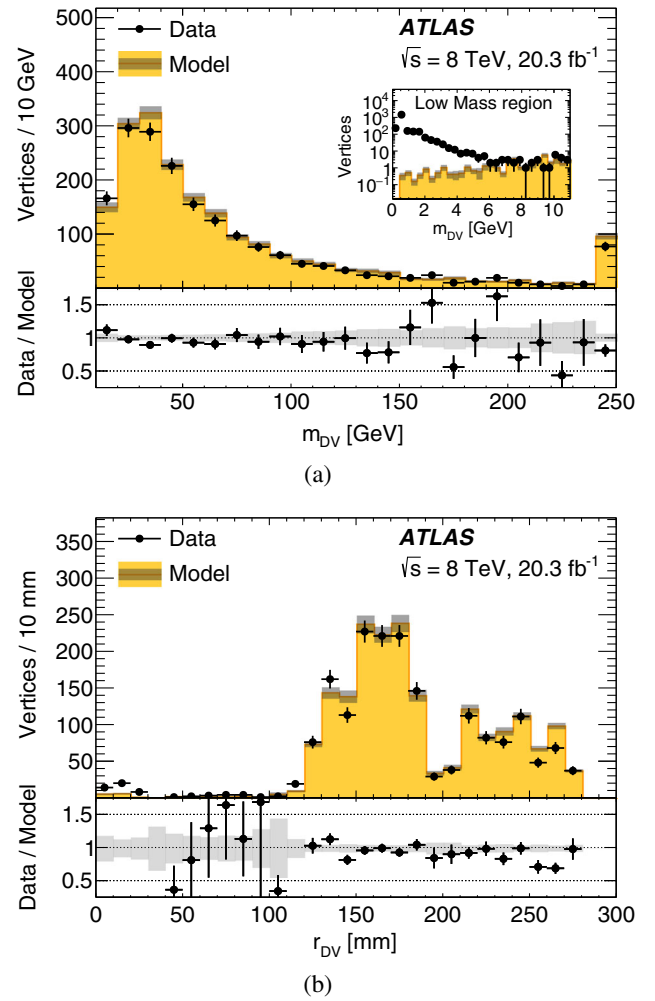 500
400
300
200
100
Vertices / 10 GeV
Data
Model
ATLAS
√s = 8 TeV, 20.3 fb⁻¹
Low Mass region
Vertices
10⁴
10³
10²
10
1
10⁻¹
0 2 4 6 8 10
m_DV [GeV]
Data / Model
1.5
1
0.5
50 100 150 200 250
m_DV [GeV]
(a)
350
300
250
200
150
100
50
Vertices / 10 mm
Data
Model
ATLAS
√s = 8 TeV, 20.3 fb⁻¹
Data / Model
1.5
1
0.5
0 50 100 150 200 250 300
r_DV [mm]
(b)